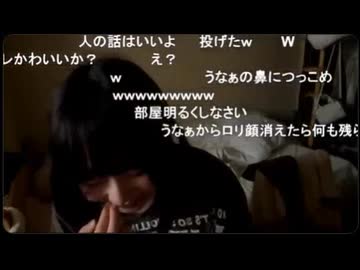 人の話はいいよ　投げたｗ　Ｗ
レかわいいか？　え？
ｗ　うなぁの鼻につっこめ
ｗｗｗｗｗｗｗｗｗ
部屋明るくしなさい
うなぁからロリ顔消えたら何も残ら